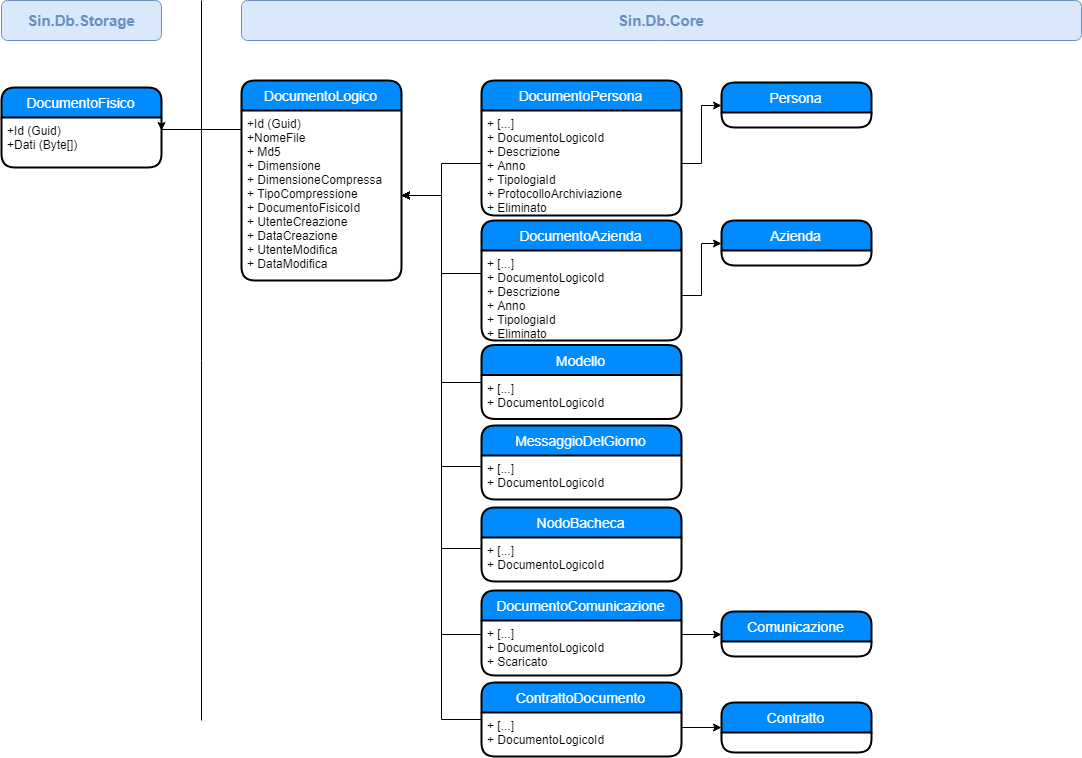 Sin.Db.Storage
Sin.Db.Core
DocumentoFisico
+Id (Guid)
+Dati (Byte[])
DocumentoLogico
+Id (Guid)
+NomeFile
+ Md5
+ Dimensione
+ DimensioneCompressa
+ TipoCompressione
+ DocumentoFisicoId
+ UtenteCreazione
+ DataCreazione
+ UtenteModifica
+ DataModifica
DocumentoPersona
+ [...]
+ DocumentoLogicoId
+ Descrizione
+ Anno
+ TipologiaId
+ ProtocolloArchiviazione
+ Eliminato
Persona
DocumentoAzienda
+ [...]
+ DocumentoLogicoId
+ Descrizione
+ Anno
+ TipologiaId
+ Eliminato
Azienda
Modello
+ [...]
+ DocumentoLogicoId
MessaggioDelGiorno
+ [...]
+ DocumentoLogicoId
NodoBacheca
+ [...]
+ DocumentoLogicoId
DocumentoComunicazione
+ [...]
+ DocumentoLogicoId
+ Scaricato
Comunicazione
ContrattoDocumento
+ [...]
+ DocumentoLogicoId
Contratto